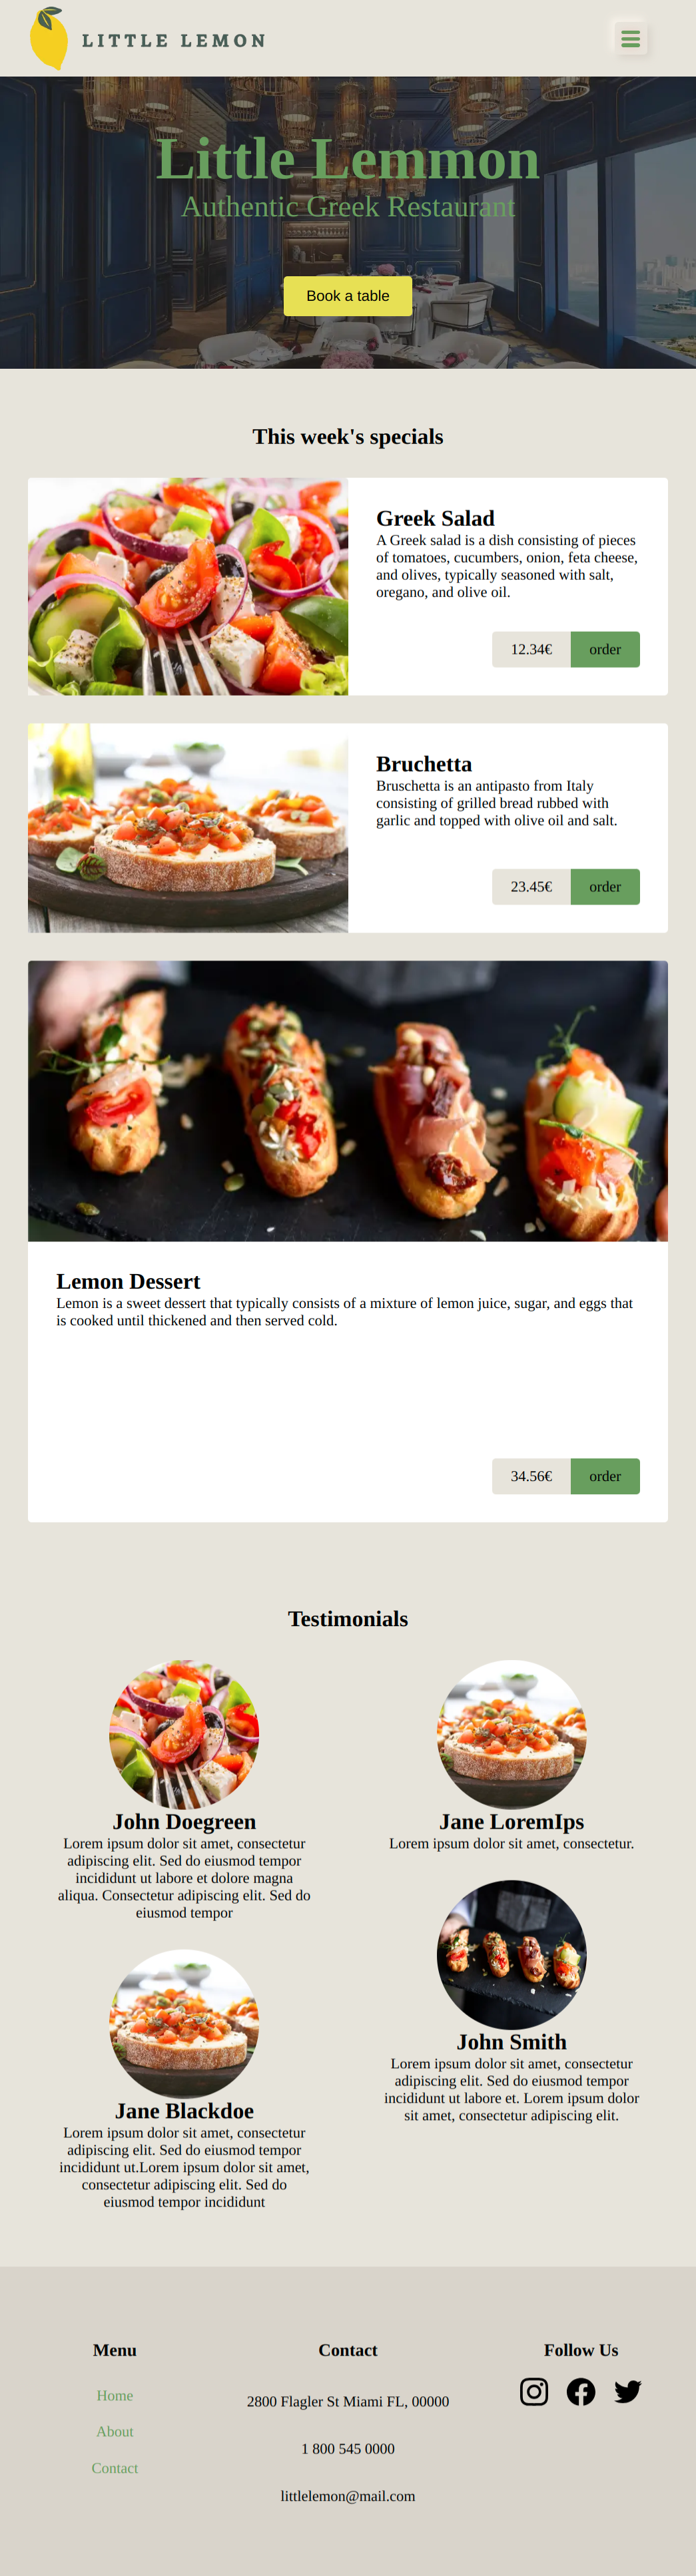 LITTLE LEMON
Little Lemmon
Authentic Greek Restaurant
Book a table
This week's specials
Greek Salad
A Greek salad is a dish consisting of pieces
of tomatoes, cucumbers, onion, feta cheese,
and olives, typically seasoned with salt,
oregano, and olive oil.
12.34€ order
Bruchetta
Bruschetta is an antipasto from Italy
consisting of grilled bread rubbed with
garlic and topped with olive oil and salt.
23.45€ order
Lemon Dessert
Lemon is a sweet dessert that typically consists of a mixture of lemon juice, sugar, and eggs that
is cooked until thickened and then served cold.
34.56€ order
Testimonials
John Doegreen
Lorem ipsum dolor sit amet, consectetur
adipiscing elit. Sed do eiusmod tempor
incididunt ut labore et dolore magna
aliqua. Consectetur adipiscing elit. Sed do
eiusmod tempor
Jane Blackdoe
Lorem ipsum dolor sit amet, consectetur
adipiscing elit. Sed do eiusmod tempor
incididunt ut.Lorem ipsum dolor sit amet,
consectetur adipiscing elit. Sed do
eiusmod tempor incididunt
Jane LoremIps
Lorem ipsum dolor sit amet, consectetur.
John Smith
Lorem ipsum dolor sit amet, consectetur
adipiscing elit. Sed do eiusmod tempor
incididunt ut labore et. Lorem ipsum dolor
sit amet, consectetur adipiscing elit.
Menu
Home
About
Contact
Contact
2800 Flagler St Miami FL, 00000
1 800 545 0000
littlelemon@mail.com
Follow Us